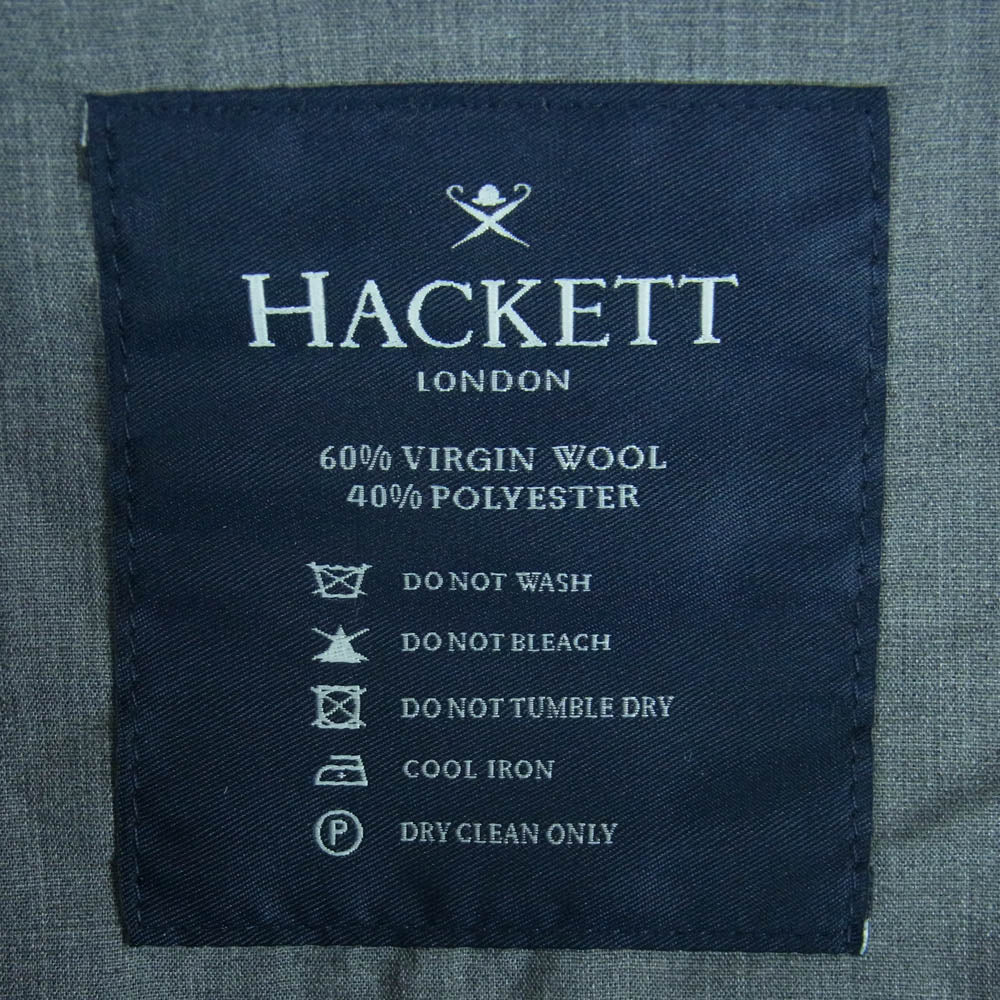 HACKETT
LONDON
60% VIRGIN WOOL
40% POLYESTER
DO NOT WASH
DO NOT BLEACH
DO NOT TUMBLE DRY
COOL IRON
P DRY CLEAN ONLY